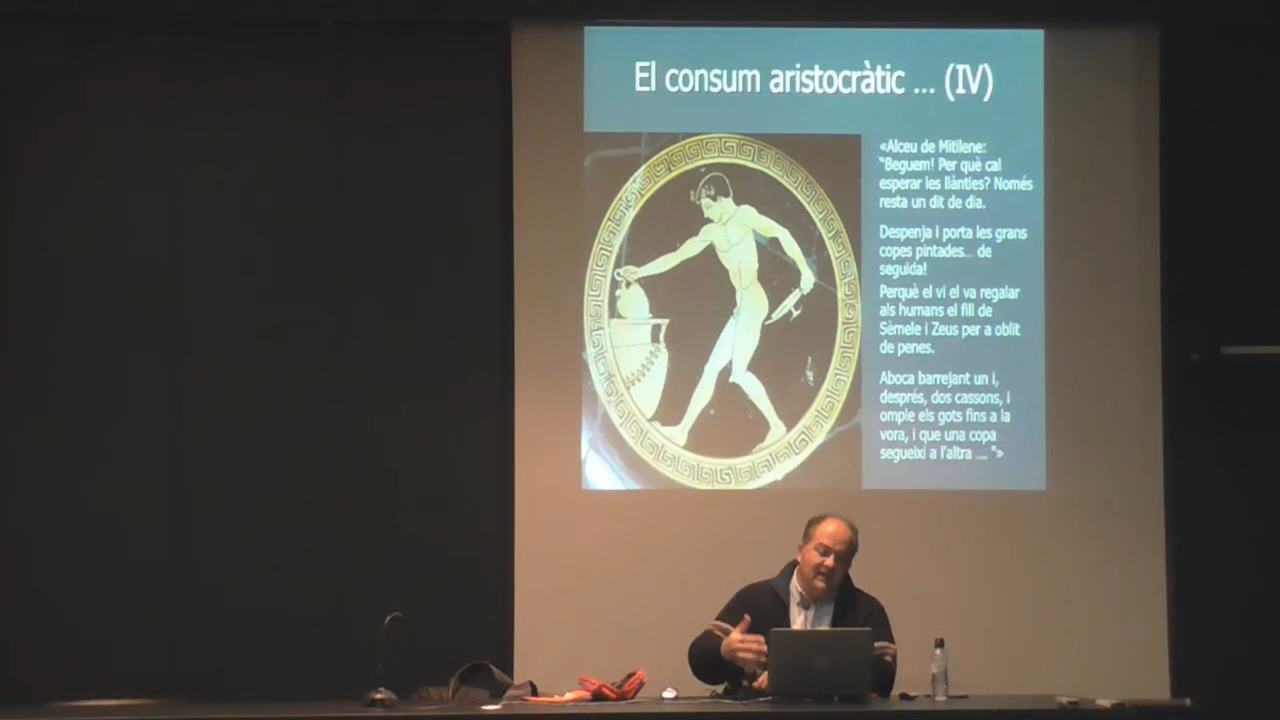 El consum aristocràtic ... (IV)
«Alceu de Mitilene:
"Beguem! Per què cal
esperar les llànties? Només
resta un dit de dia.
Despenja i porta les grans
copes pintades... de
seguida!
Perquè el vi el va regalar
als humans el fill de
Sèmele i Zeus per a oblit
de penes.
Aboca barrejant un i,
després, dos cassons, i
omple els gots fins a la
vora, i que una copa
segueixi a l'altra .... "»